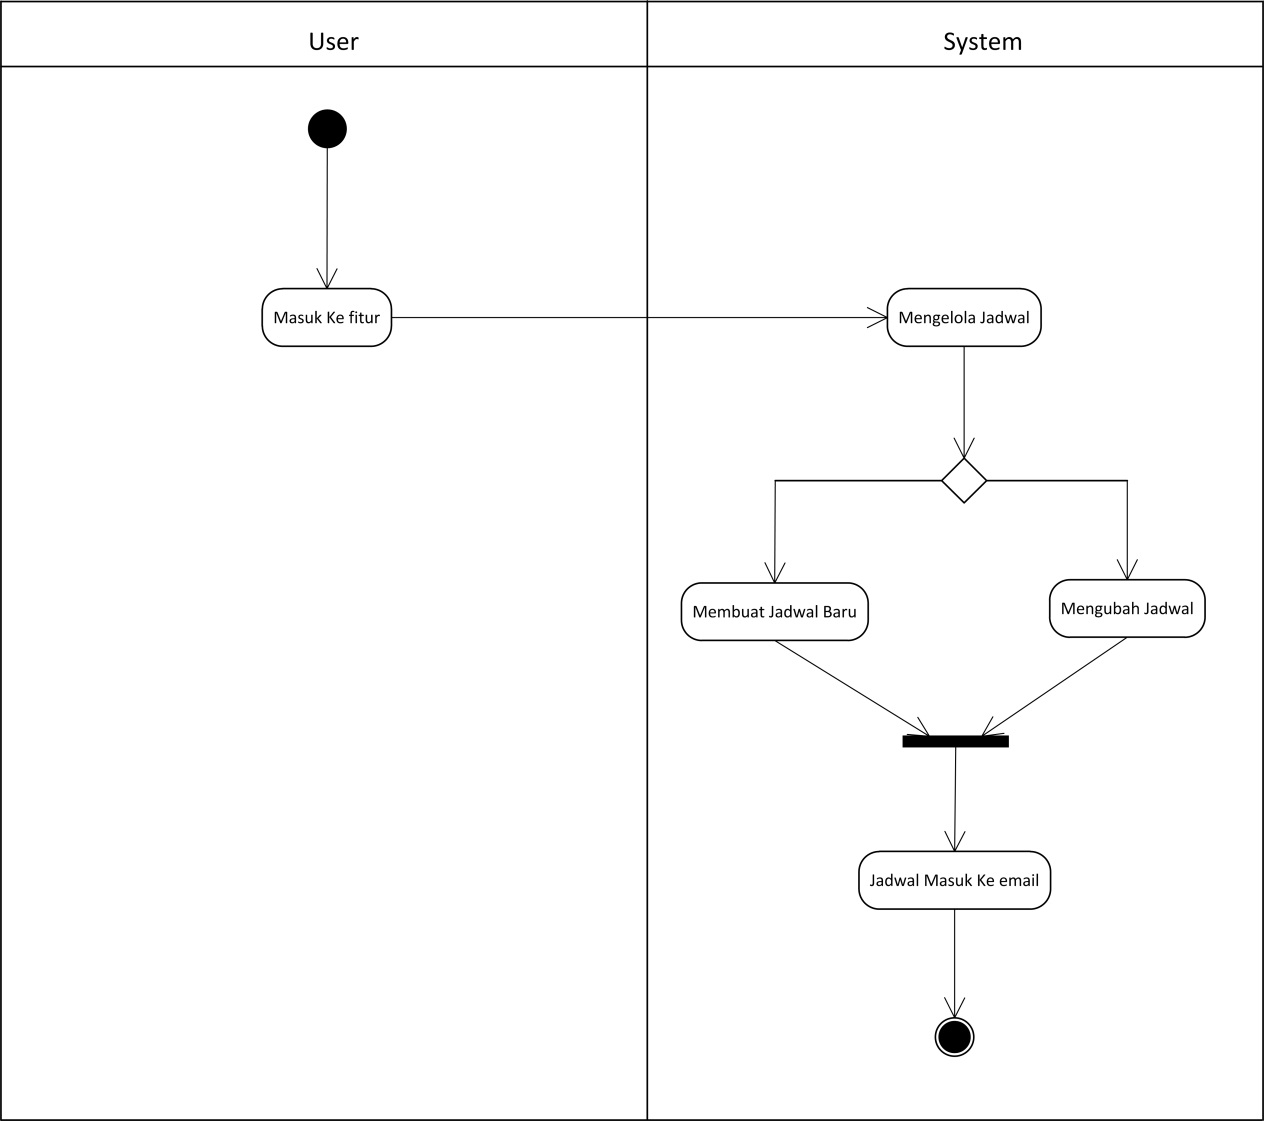 User
System
Masuk Ke fitur
Mengelola Jadwal
Membuat Jadwal Baru
Mengubah Jadwal
Jadwal Masuk Ke email